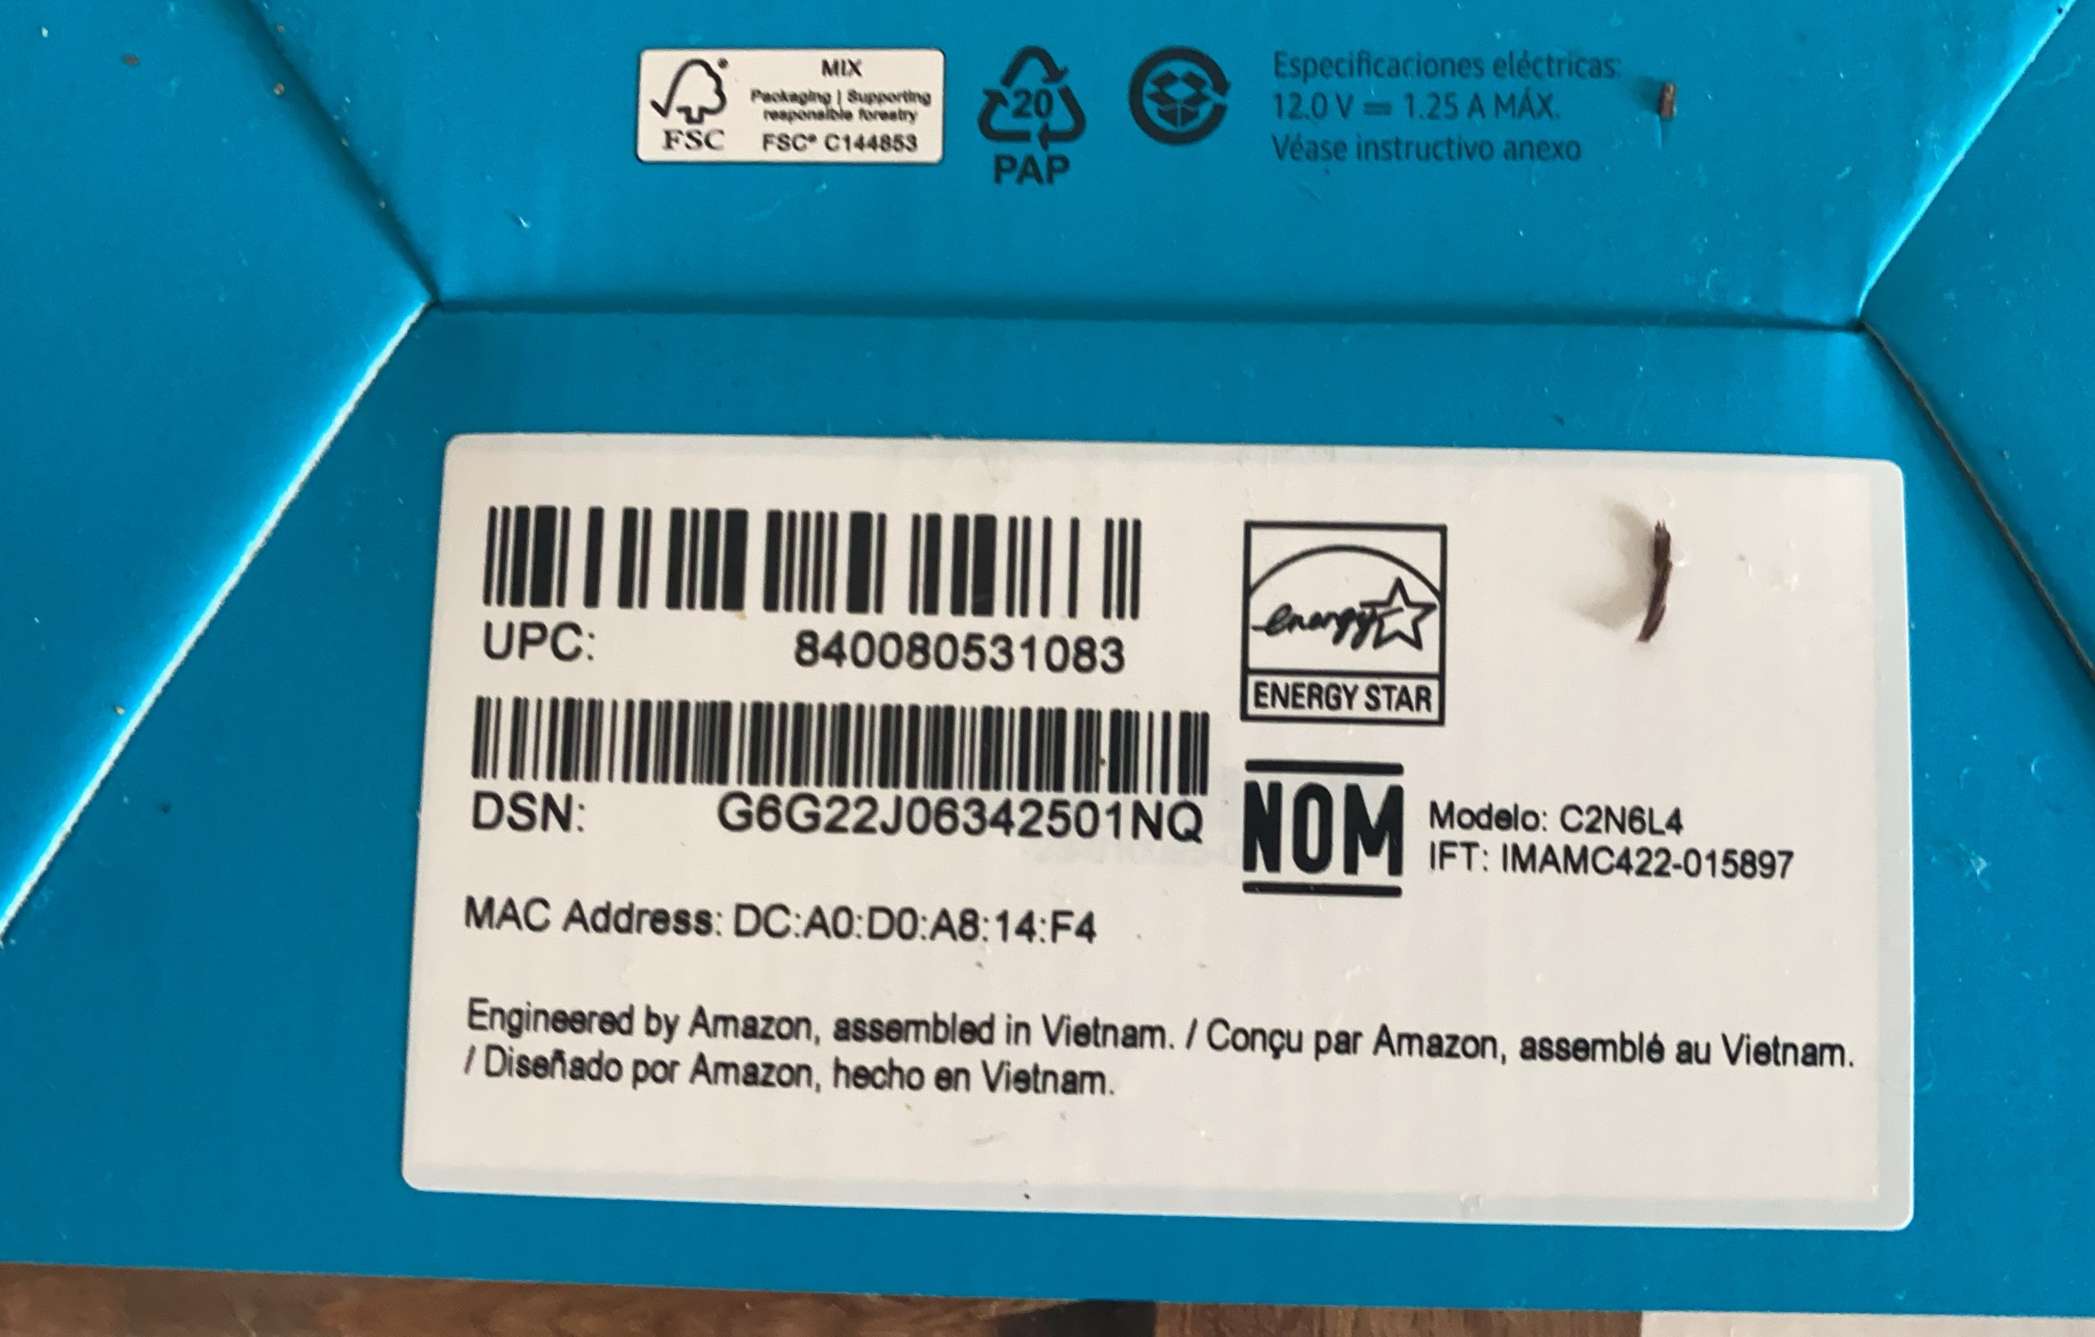 MIX
Packaging | Supporting
responsible forestry
FSC
FSC® C144853
20
PAP
Especificaciones eléctricas:
12.0 V ⎓ 1.25 A MÁX.
Véase instructivo anexo
UPC: 840080531083
energy
ENERGY STAR
DSN: G6G22J06342501NQ
NOM
Modelo: C2N6L4
IFT: IMAMC422-015897
MAC Address: DC:A0:D0:A8:14:F4
Engineered by Amazon, assembled in Vietnam. / Conçu par Amazon, assemblé au Vietnam.
/ Diseñado por Amazon, hecho en Vietnam.